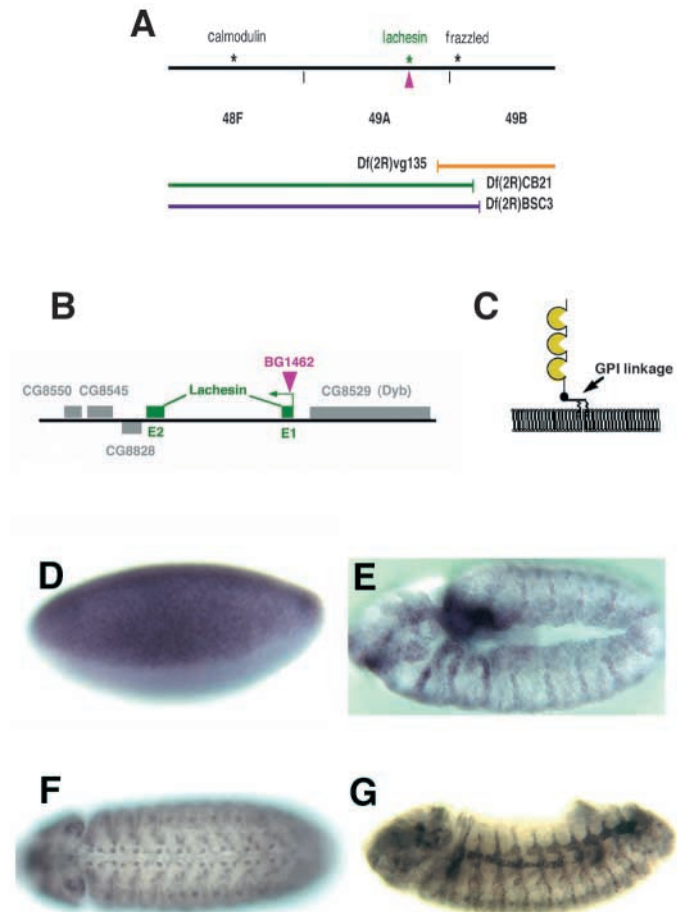 A
calmodulin lachesin frazzled
* * *
48F 49A 49B
Df(2R)vg135
Df(2R)CB21
Df(2R)BSC3
B
C
BG1462
GPI linkage
CG8550 CG8545 Lachesin CG8529 (Dyb)
E2 E1
CG8828
D
E
F
G